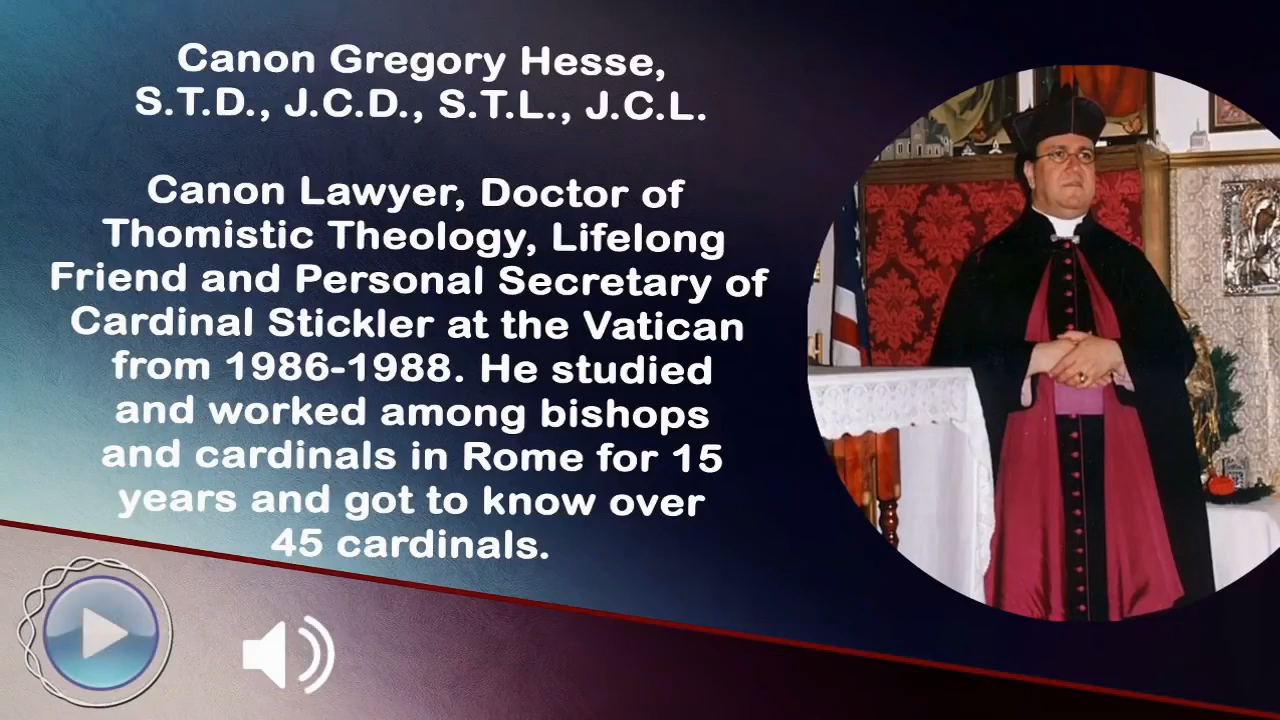 Canon Gregory Hesse,
S.T.D., J.C.D., S.T.L., J.C.L.
Canon Lawyer, Doctor of
Thomistic Theology, Lifelong
Friend and Personal Secretary of
Cardinal Stickler at the Vatican
from 1986-1988. He studied
and worked among bishops
and cardinals in Rome for 15
years and got to know over
45 cardinals.